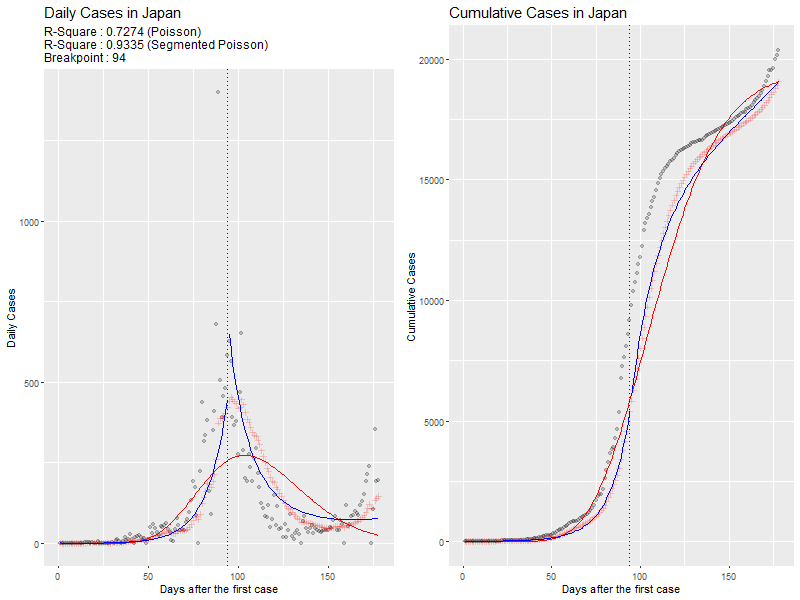 Daily Cases in Japan
R-Square : 0.7274 (Poisson)
R-Square : 0.9335 (Segmented Poisson)
Breakpoint : 94
Daily Cases
1000
500
0
0 50 100 150
Days after the first case
Cumulative Cases in Japan
Cumulative Cases
20000
15000
10000
5000
0
0 50 100 150
Days after the first case